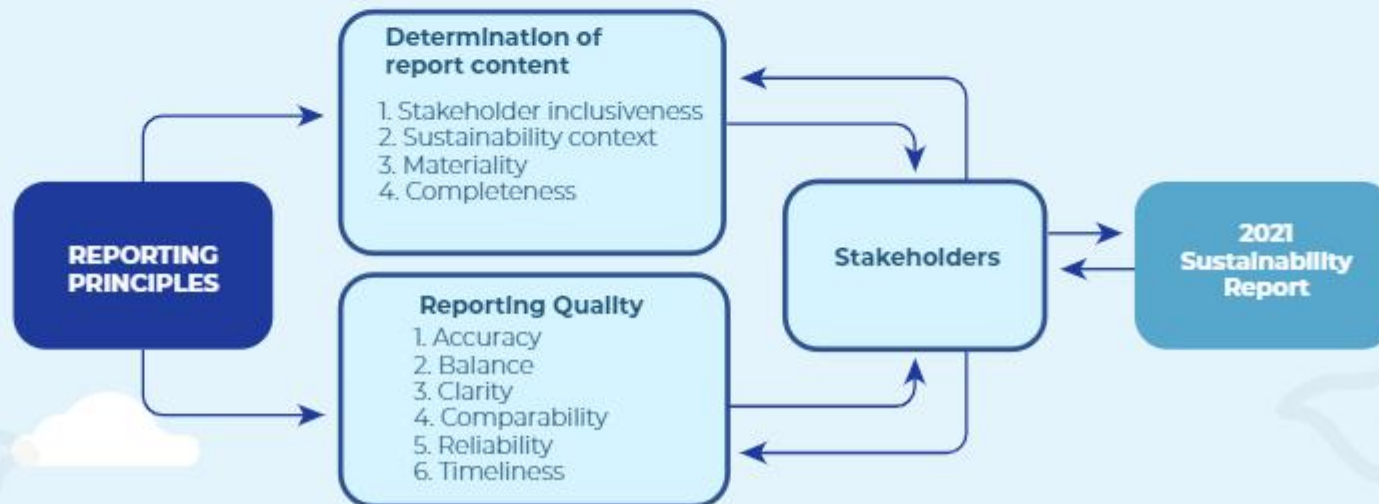 REPORTING
PRINCIPLES
Determination of
report content
1. Stakeholder inclusiveness
2. Sustainability context
3. Materiality
4. Completeness
Reporting Quality
1. Accuracy
2. Balance
3. Clarity
4. Comparability
5. Reliability
6. Timeliness
Stakeholders
2021
Sustainability
Report